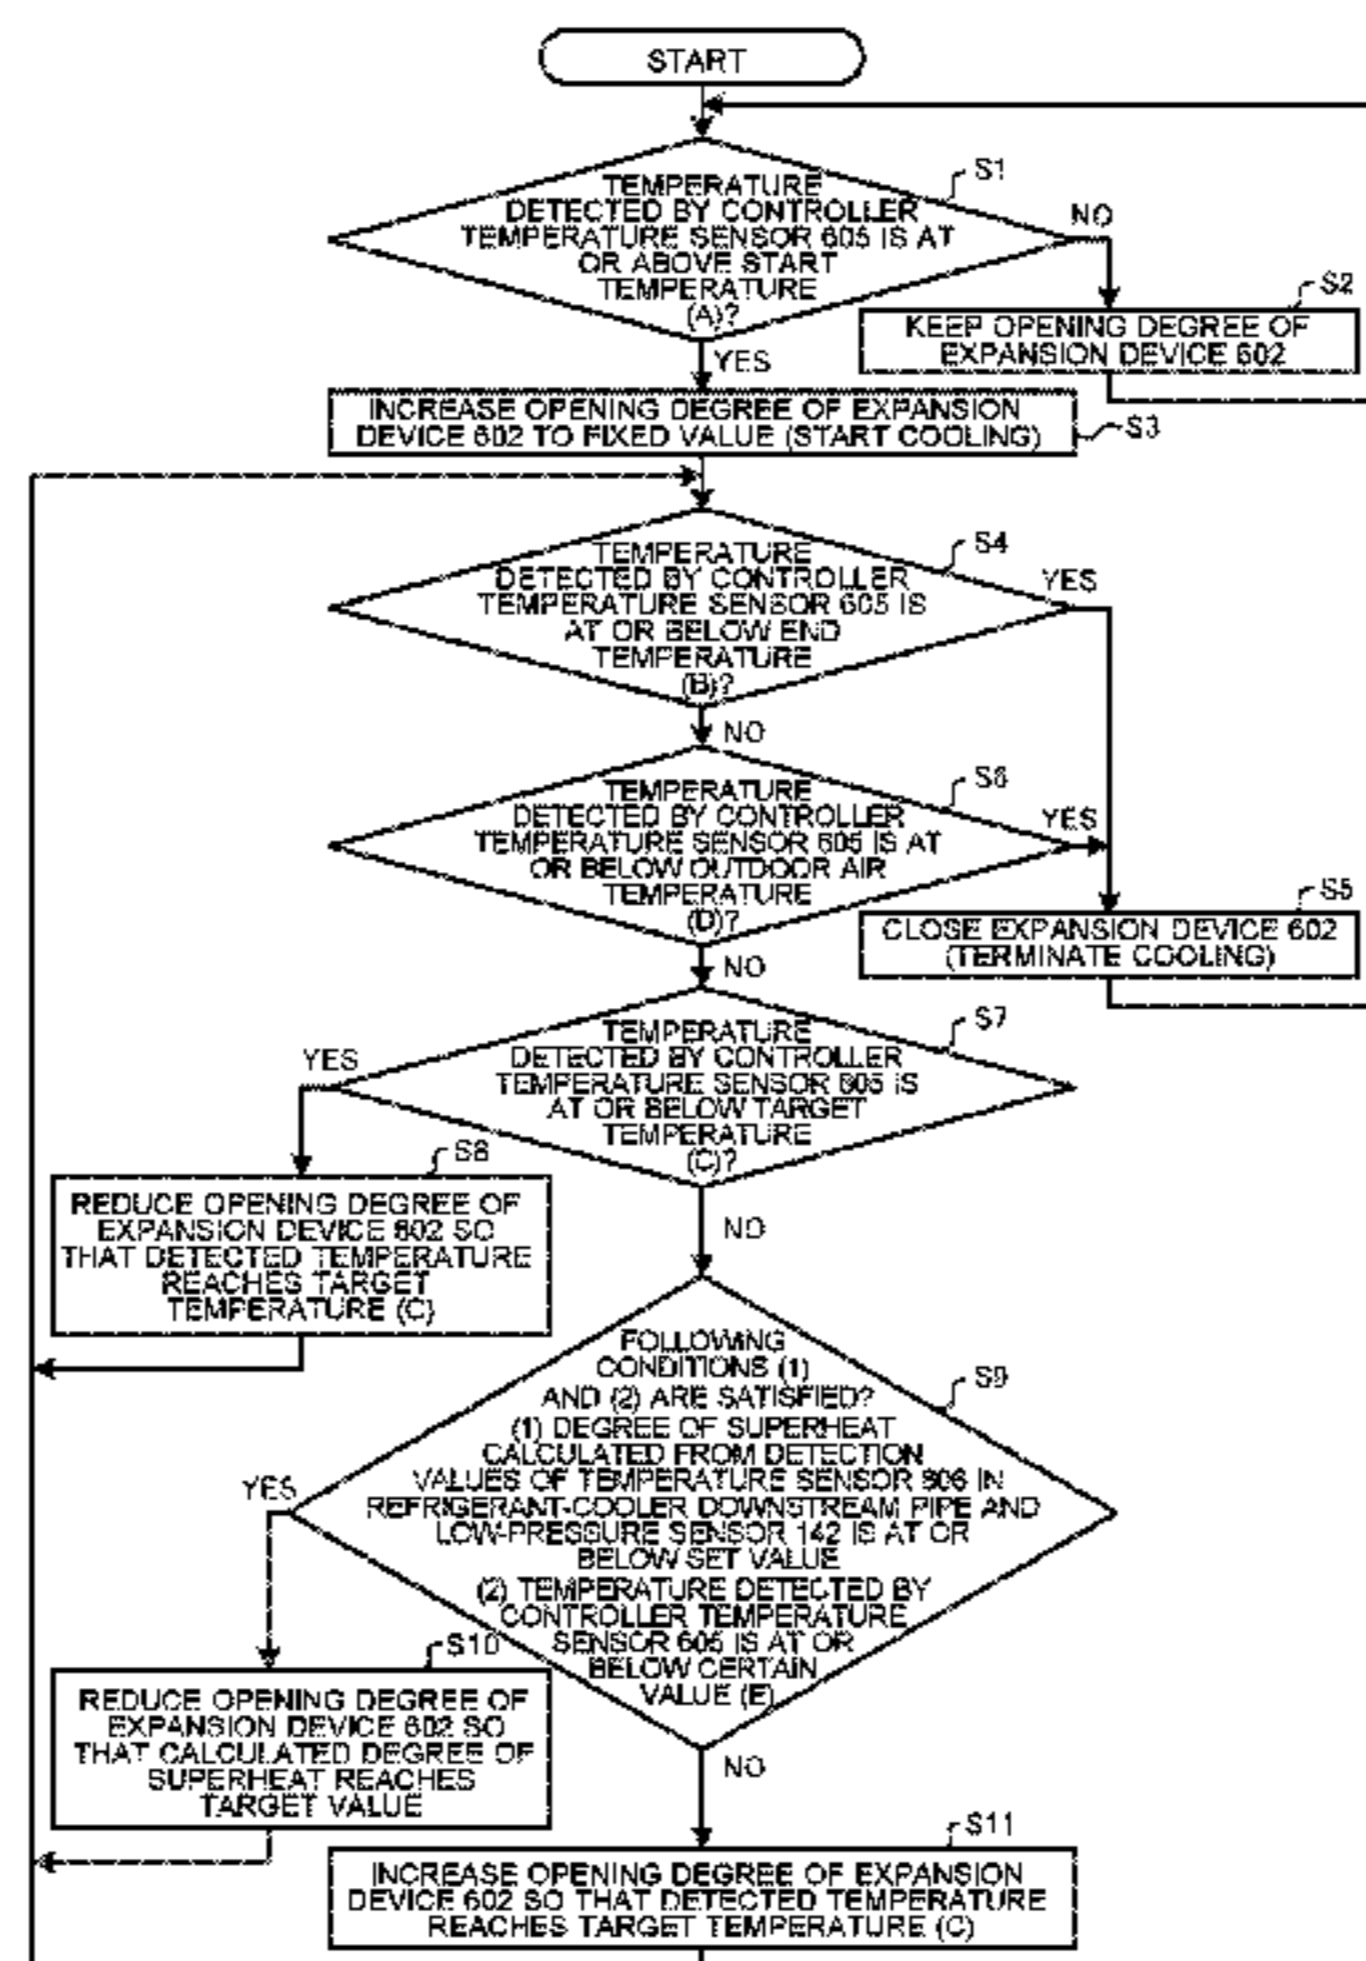 START
S1
TEMPERATURE
DETECTED BY CONTROLLER
TEMPERATURE SENSOR 605 IS AT
OR ABOVE START
TEMPERATURE
(A)?
NO
S2
KEEP OPENING DEGREE OF
EXPANSION DEVICE 602
YES
INCREASE OPENING DEGREE OF EXPANSION
DEVICE 602 TO FIXED VALUE (START COOLING)
S3
S4
TEMPERATURE
DETECTED BY CONTROLLER
TEMPERATURE SENSOR 605 IS
AT OR BELOW END
TEMPERATURE
(B)?
YES
NO
S6
TEMPERATURE
DETECTED BY CONTROLLER
TEMPERATURE SENSOR 605 IS AT
OR BELOW OUTDOOR AIR
TEMPERATURE
(D)?
YES
S5
CLOSE EXPANSION DEVICE 602
(TERMINATE COOLING)
NO
S7
TEMPERATURE
DETECTED BY CONTROLLER
TEMPERATURE SENSOR 605 IS
AT OR BELOW TARGET
TEMPERATURE
(C)?
YES
S8
REDUCE OPENING DEGREE OF
EXPANSION DEVICE 602 SO
THAT DETECTED TEMPERATURE
REACHES TARGET
TEMPERATURE (C)
NO
S9
FOLLOWING
CONDITIONS (1)
AND (2) ARE SATISFIED?
(1) DEGREE OF SUPERHEAT
CALCULATED FROM DETECTION
VALUES OF TEMPERATURE SENSOR 606 IN
REFRIGERANT-COOLER DOWNSTREAM PIPE AND
LOW-PRESSURE SENSOR 142 IS AT OR
BELOW SET VALUE
(2) TEMPERATURE DETECTED BY
CONTROLLER TEMPERATURE
SENSOR 605 IS AT OR
BELOW CERTAIN
VALUE (E)
YES
S10
REDUCE OPENING DEGREE OF
EXPANSION DEVICE 602 SO
THAT CALCULATED DEGREE OF
SUPERHEAT REACHES
TARGET VALUE
NO
S11
INCREASE OPENING DEGREE OF EXPANSION
DEVICE 602 SO THAT DETECTED TEMPERATURE
REACHES TARGET TEMPERATURE (C)